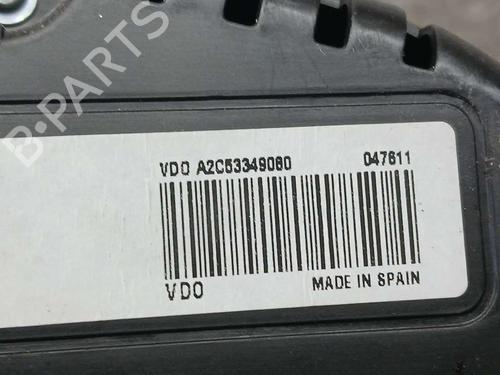 B-PARTS
VDO A2C53349080 047611
VDO MADE IN SPAIN